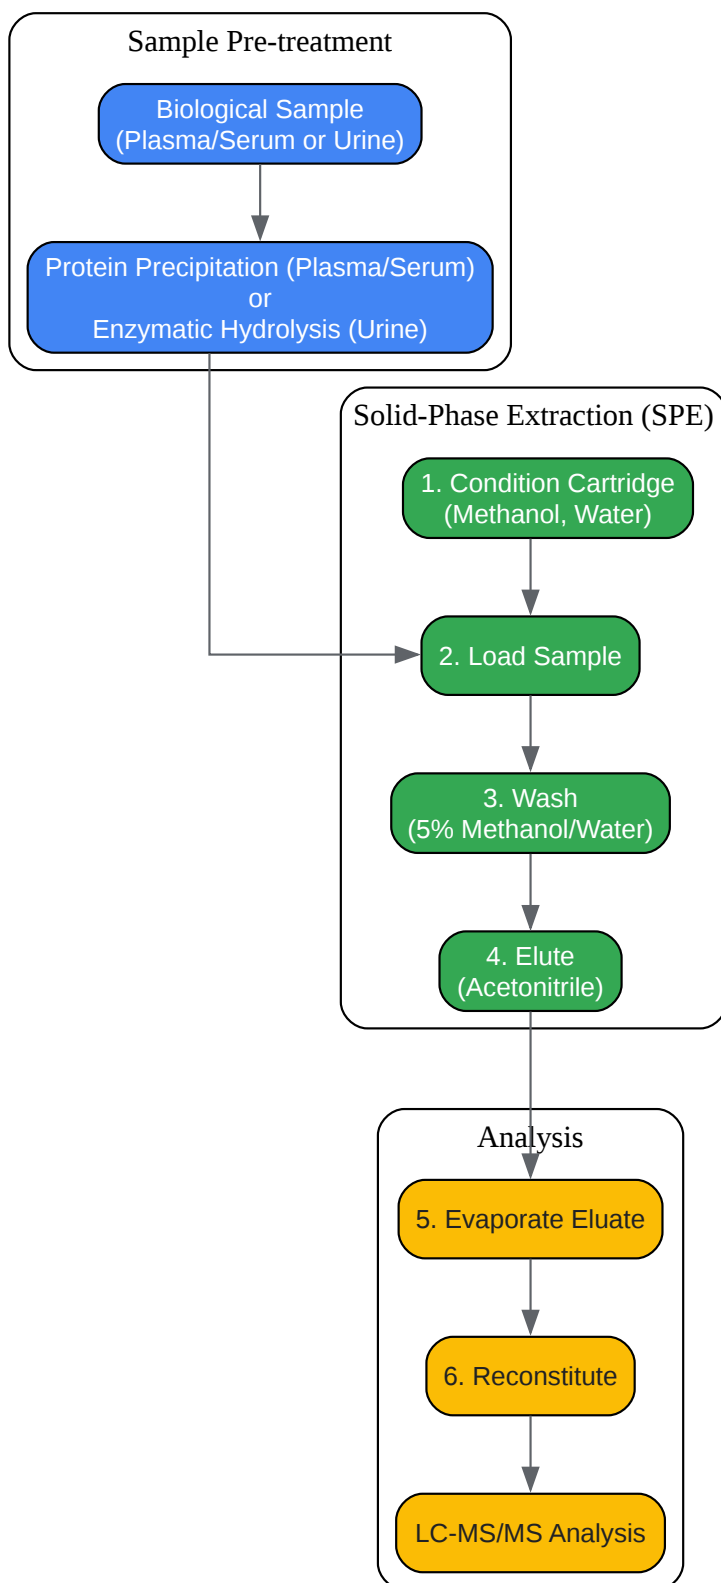 Sample Pre-treatment
Biological Sample
(Plasma/Serum or Urine)
Protein Precipitation (Plasma/Serum)
or
Enzymatic Hydrolysis (Urine)
Solid-Phase Extraction (SPE)
1. Condition Cartridge
(Methanol, Water)
2. Load Sample
3. Wash
(5% Methanol/Water)
4. Elute
(Acetonitrile)
Analysis
5. Evaporate Eluate
6. Reconstitute
LC-MS/MS Analysis